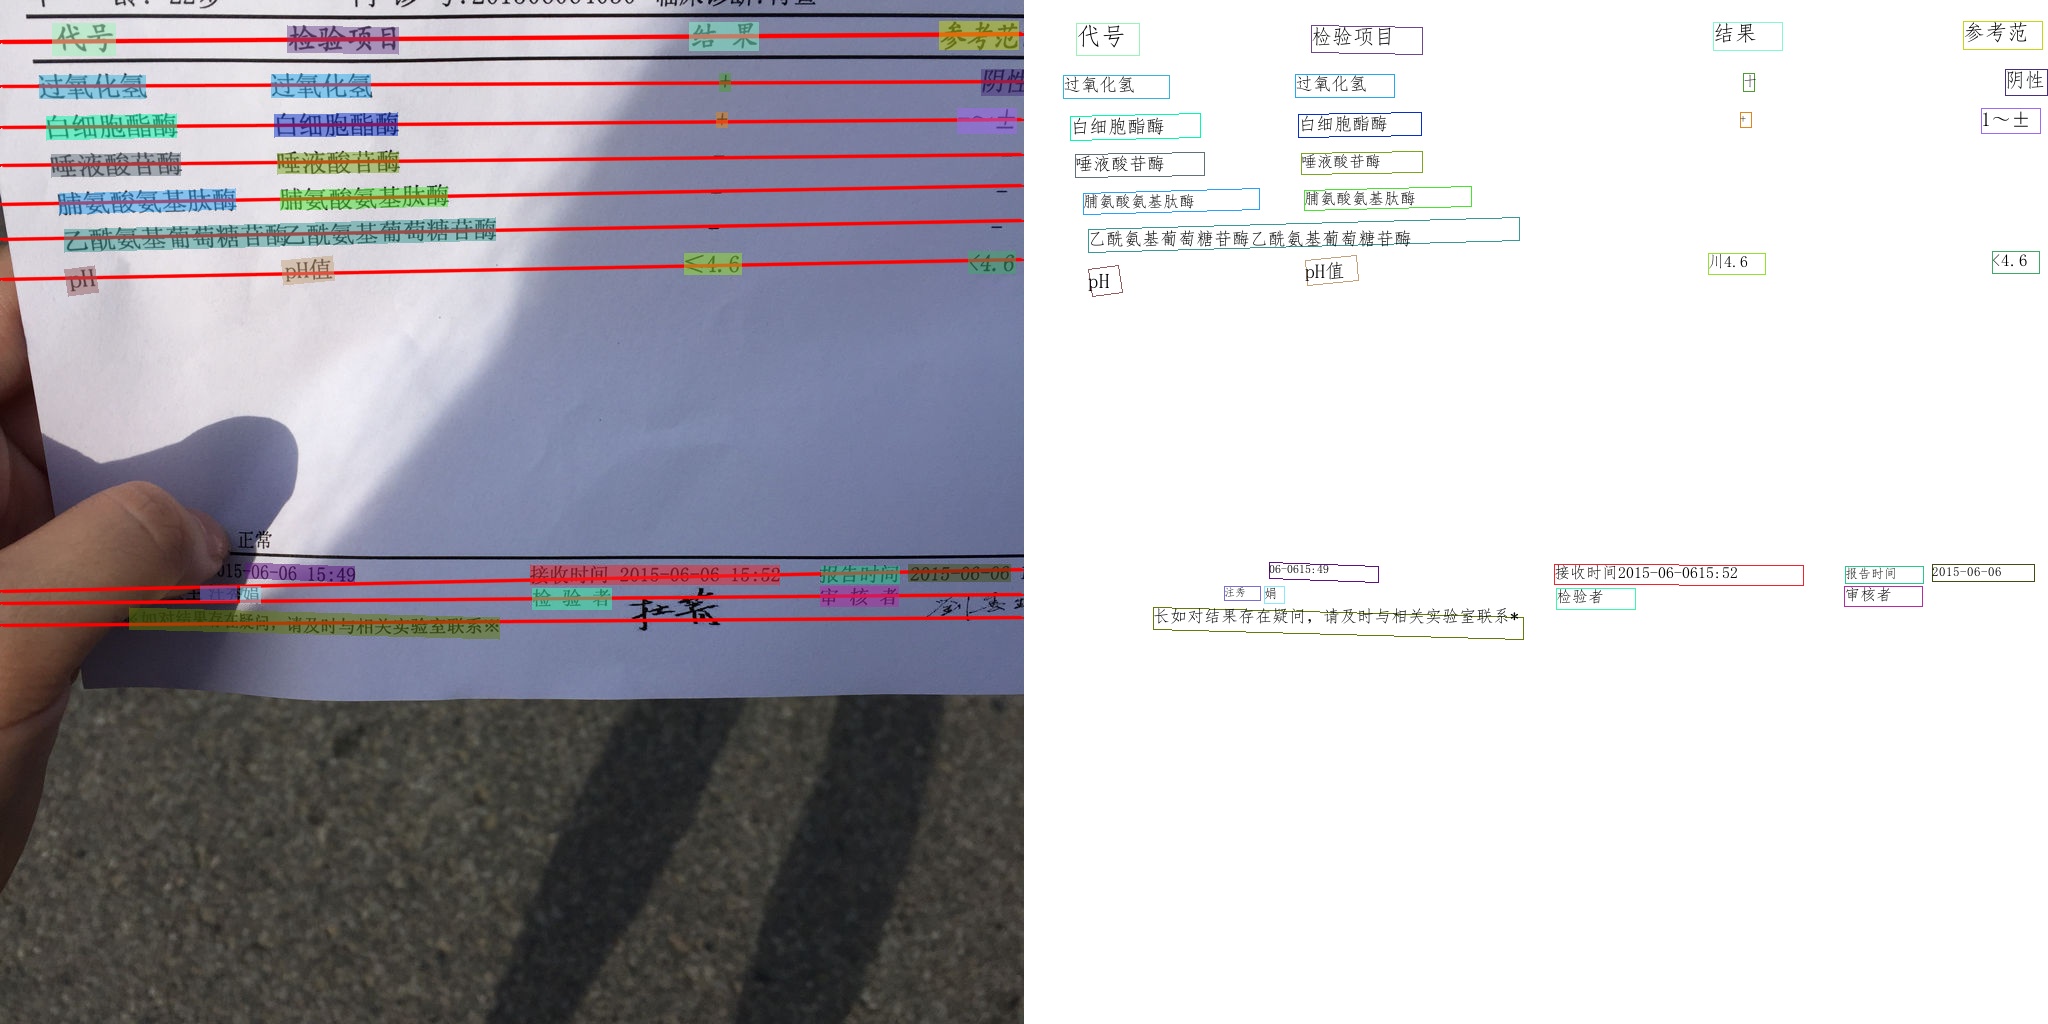 门诊号:
临床诊断:
代号 检验项目 结果 参考范
过氧化氢 过氧化氢 + 阴性
白细胞酯酶 白细胞酯酶 + ~±
唾液酸苷酶 唾液酸苷酶 −
脯氨酸氨基肽酶 脯氨酸氨基肽酶 − −
乙酰氨基葡萄糖苷酶 乙酰氨基葡萄糖苷酶 − −
pH pH值 ≤4.6 <4.6
正常
015-06-06 15:49 接收时间 2015-06-06 15:52 报告时间 2015-06-06
娟 检验者 审核者
如对结果存在疑问，请及时与相关实验室联系※
代号 检验项目 结果 参考范
过氧化氢 过氧化氢 十 阴性
白细胞酯酶 白细胞酯酶 + 1～±
唾液酸苷酶 唾液酸苷酶
脯氨酸氨基肽酶 脯氨酸氨基肽酶
乙酰氨基葡萄糖苷酶乙酰氨基葡萄糖苷酶
pH pH值 川4.6 <4.6
06-0615:49 接收时间2015-06-0615:52 报告时间 2015-06-06
汪秀 娟 检验者 审核者
长如对结果存在疑问，请及时与相关实验室联系*